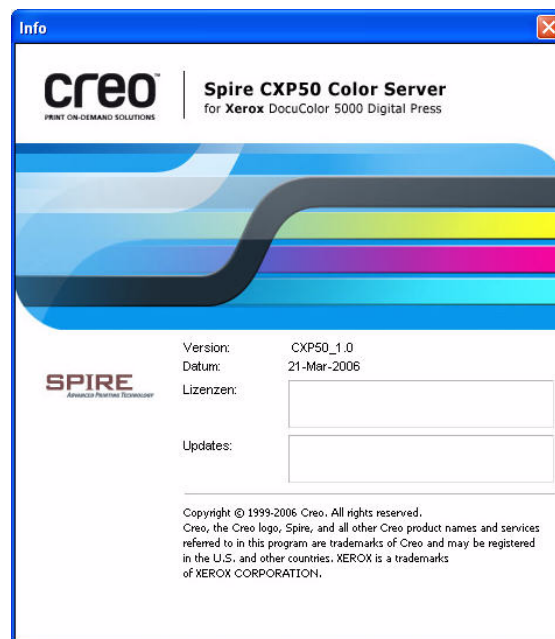 Info
creo™
PRINT ON-DEMAND SOLUTIONS
Spire CXP50 Color Server
for Xerox DocuColor 5000 Digital Press
Version: CXP50_1.0
Datum: 21-Mar-2006
SPIRE
ADVANCED PRINTING TECHNOLOGY
Lizenzen:
Updates:
Copyright © 1999-2006 Creo. All rights reserved.
Creo, the Creo logo, Spire, and all other Creo product names and services
referred to in this program are trademarks of Creo and may be registered
in the U.S. and other countries. XEROX is a trademarks
of XEROX CORPORATION.